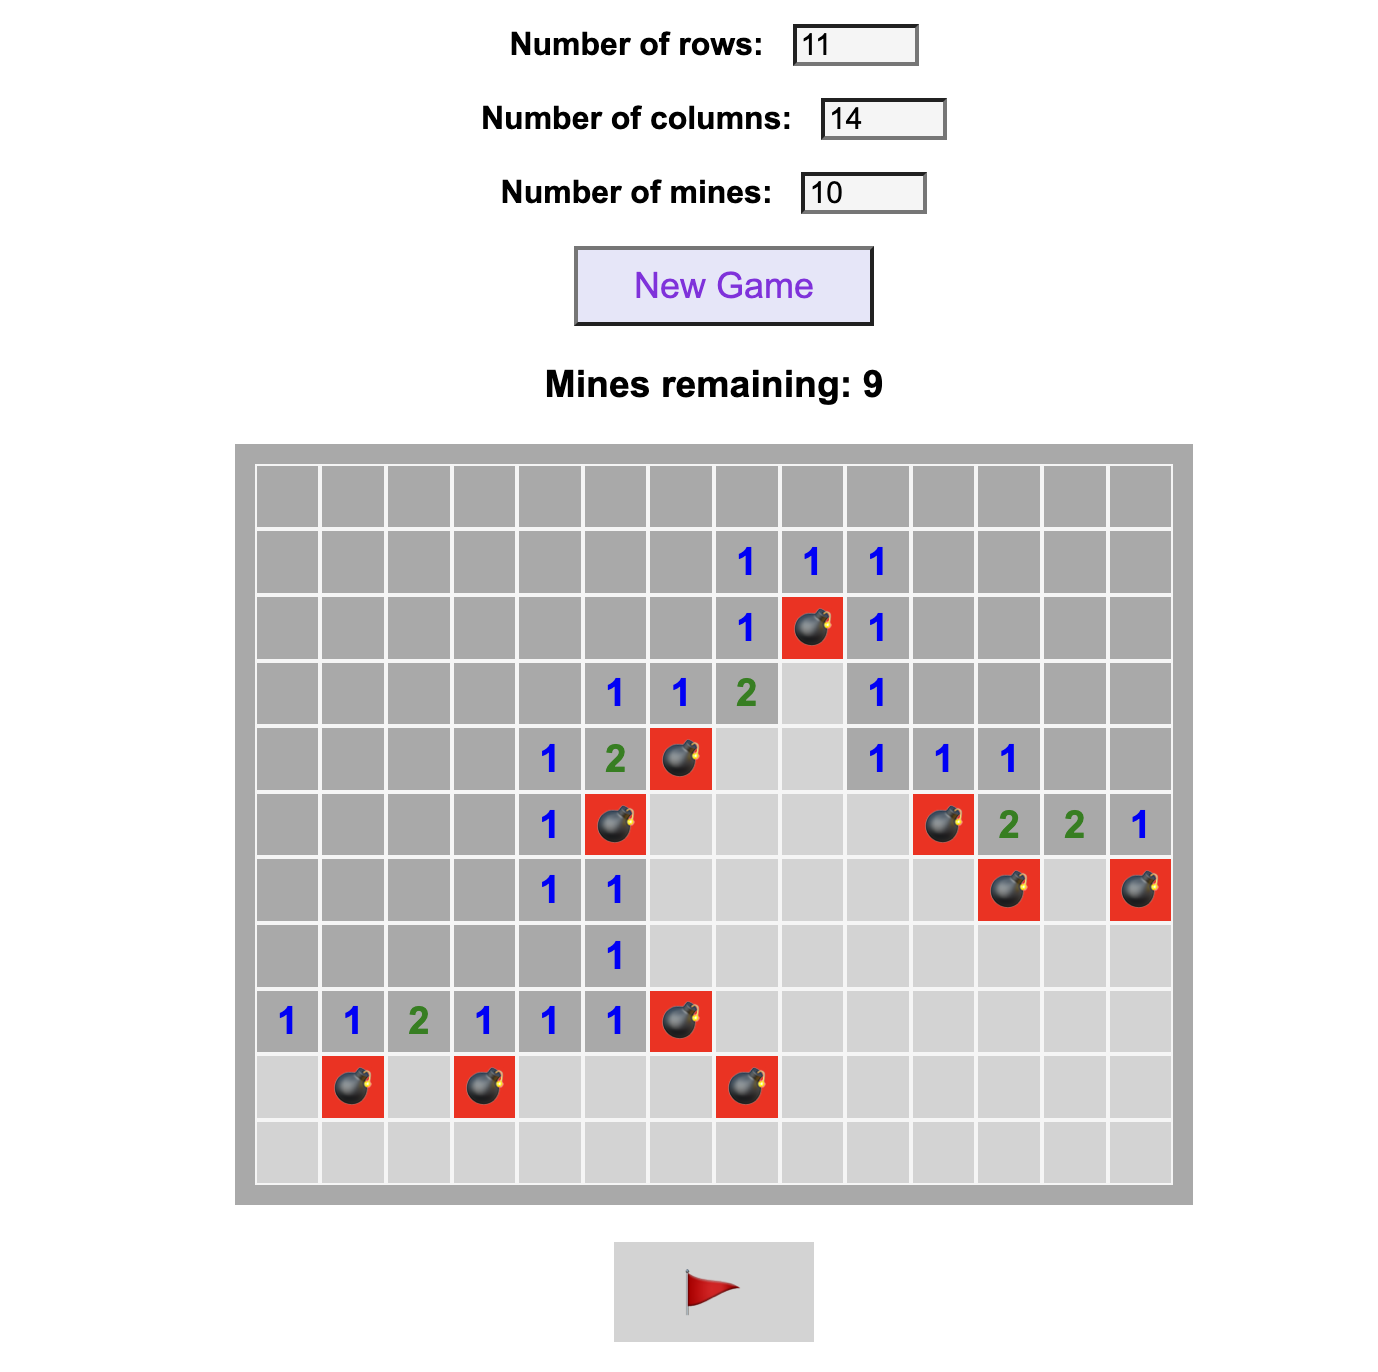 Number of rows: 11
Number of columns: 14
Number of mines: 10
New Game
Mines remaining: 9
1 1 1
1 1
1 1 2 1
1 2 1 1 1
1 2 2 1
1 1
1
1 1 2 1 1 1